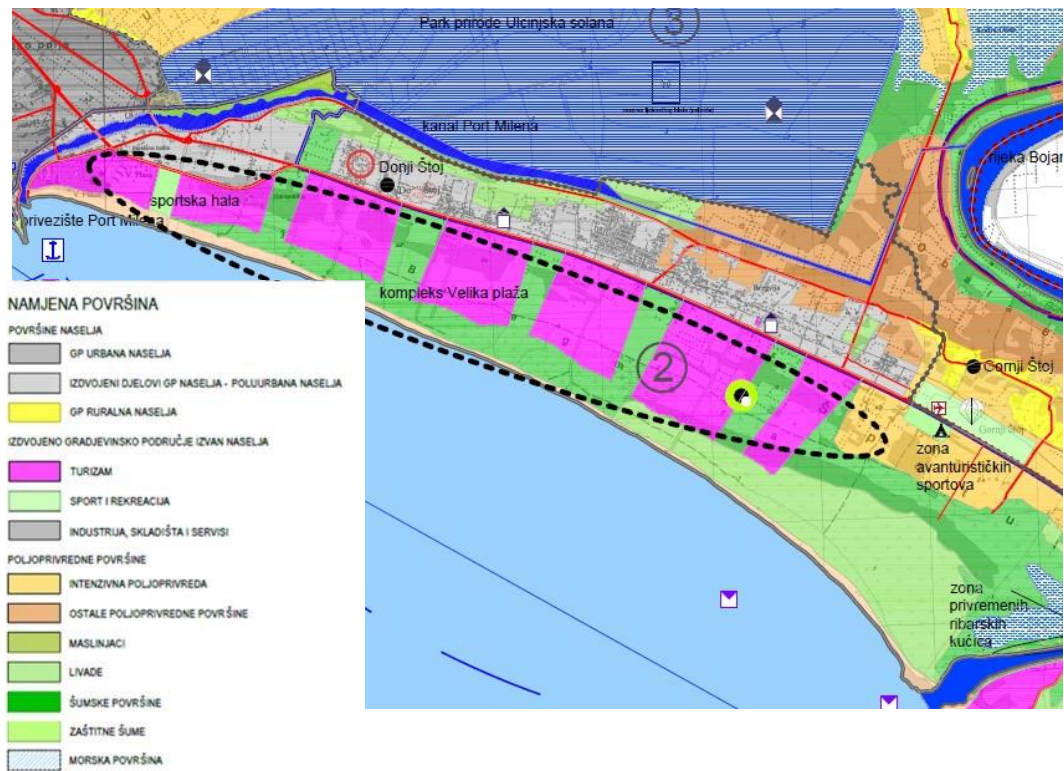 Park prirode Ulcinjska solana
3
kanal Port Milena
rijeka Bojan
Donji Štoj
sportska hala
privezište Port Milena
kompleks Velika plaža
2
Gornji Štoj
Gornji Štoj
zona
avanturističkih
sportova
zona
privremenih
ribarskih
kućica
NAMJENA POVRŠINA
POVRŠINE NASELJA
GP URBANA NASELJA
IZDVOJENI DJELOVI GP NASELJA - POLUURBANA NASELJA
GP RURALNA NASELJA
IZDVOJENO GRADJEVINSKO PODRUČJE IZVAN NASELJA
TURIZAM
SPORT I REKREACIJA
INDUSTRIJA, SKLADIŠTA I SERVISI
POLJOPRIVREDNE POVRŠINE
INTENZIVNA POLJOPRIVREDA
OSTALE POLJOPRIVREDNE POVRŠINE
MASLINJACI
LIVADE
ŠUMSKE POVRŠINE
ZAŠTITNE ŠUME
MORSKA POVRŠINA